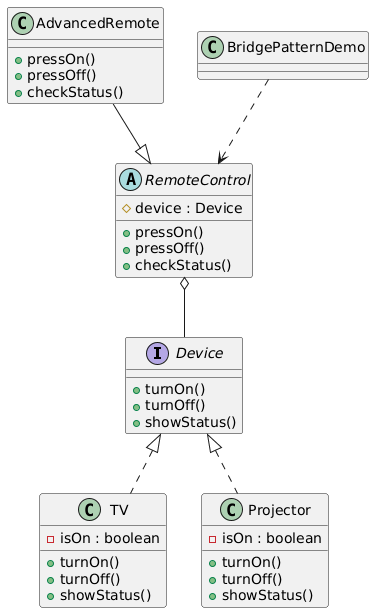 C AdvancedRemote
pressOn()
pressOff()
checkStatus()
C BridgePatternDemo
A RemoteControl
device : Device
pressOn()
pressOff()
checkStatus()
I Device
turnOn()
turnOff()
showStatus()
C TV
isOn : boolean
turnOn()
turnOff()
showStatus()
C Projector
isOn : boolean
turnOn()
turnOff()
showStatus()